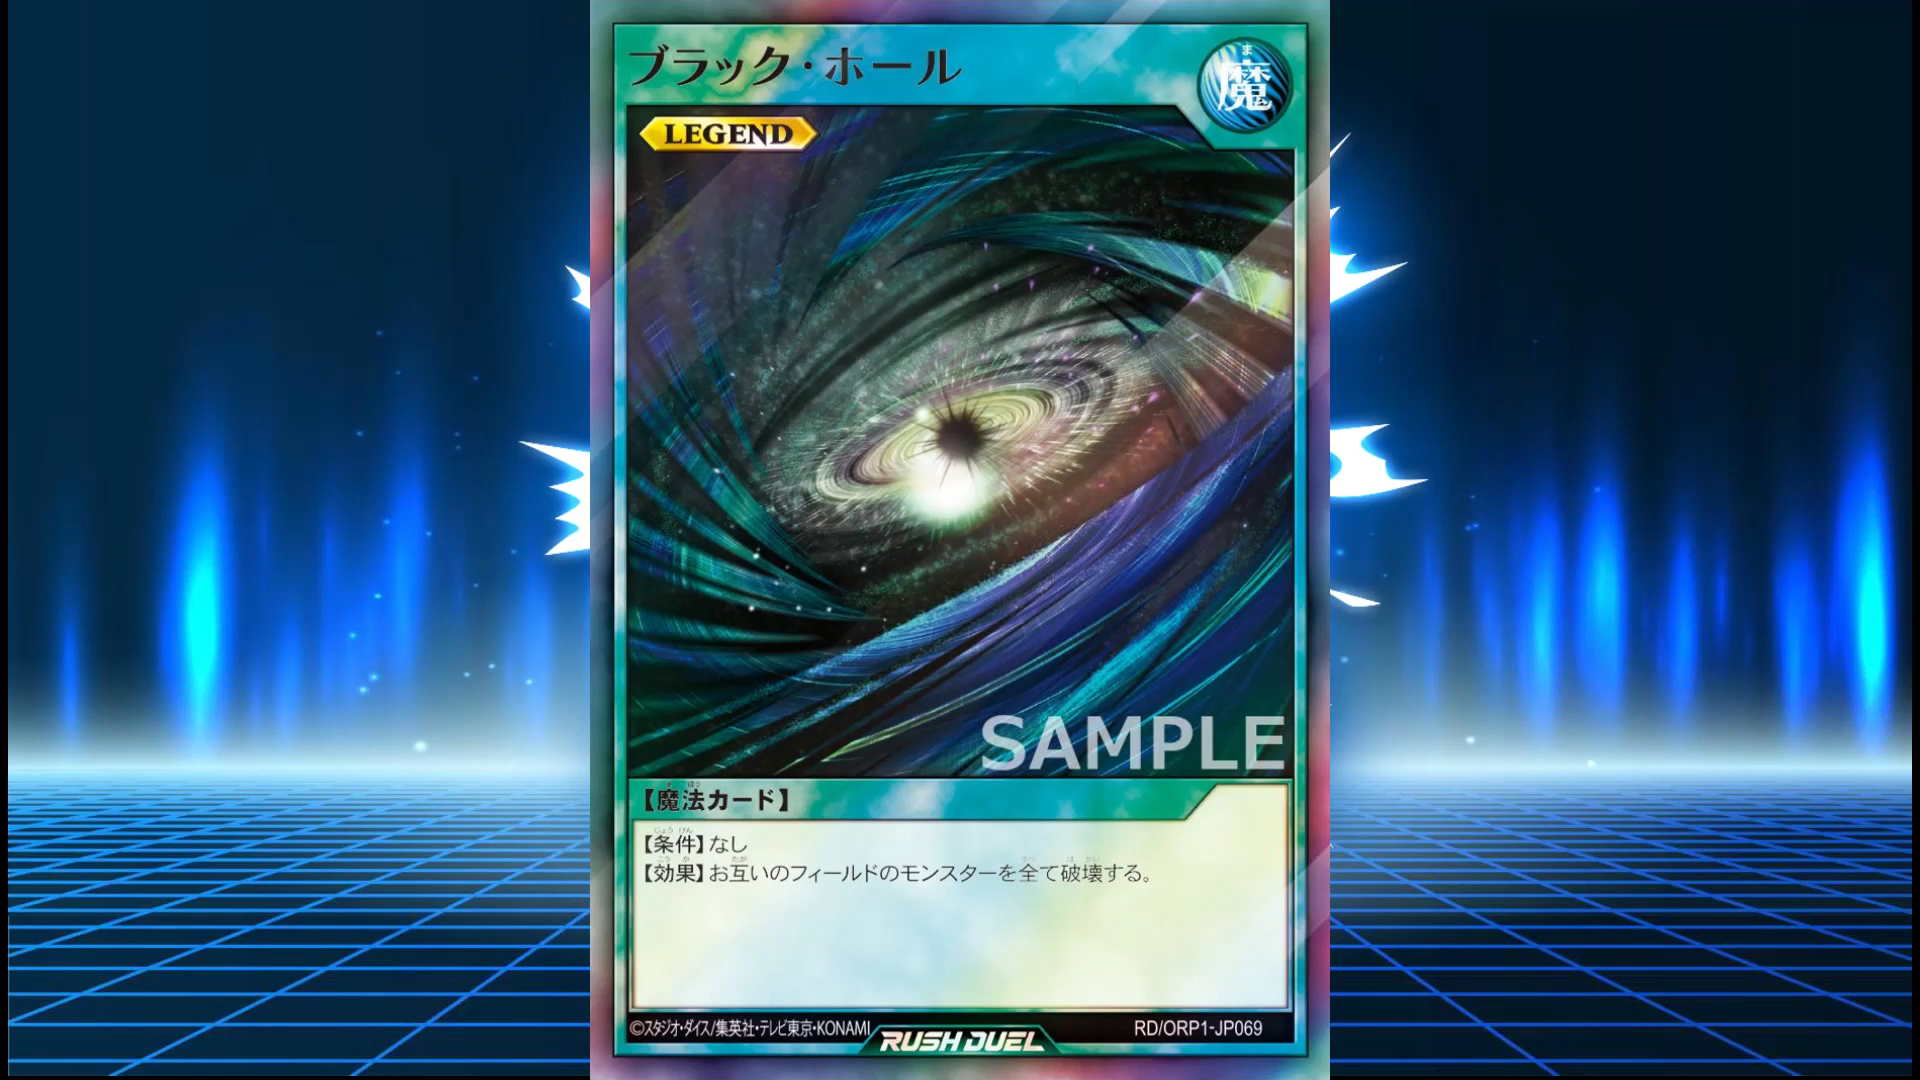 ブラック・ホール
ま
魔
LEGEND
SAMPLE
【魔法カード】
【条件】なし
【効果】お互いのフィールドのモンスターを全て破壊する。
©スタジオ・ダイス/集英社・テレビ東京・KONAMI
RUSH DUEL
RD/ORP1-JP069